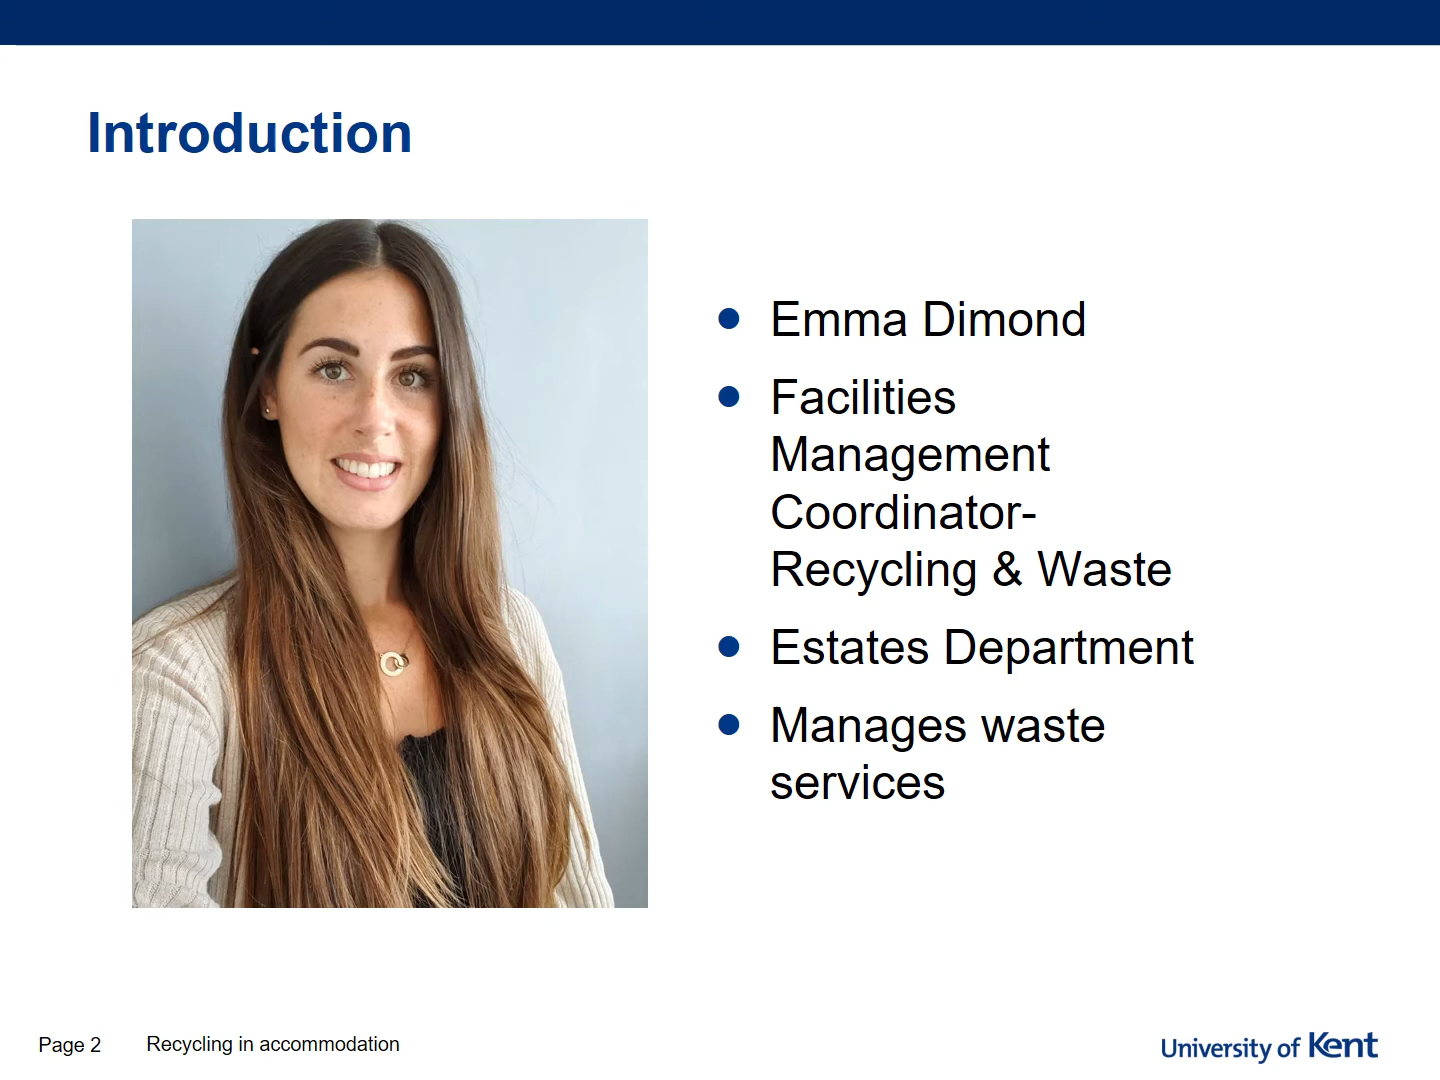 Introduction
Emma Dimond
Facilities
Management
Coordinator-
Recycling & Waste
Estates Department
Manages waste
services
Page 2 Recycling in accommodation
University of Kent